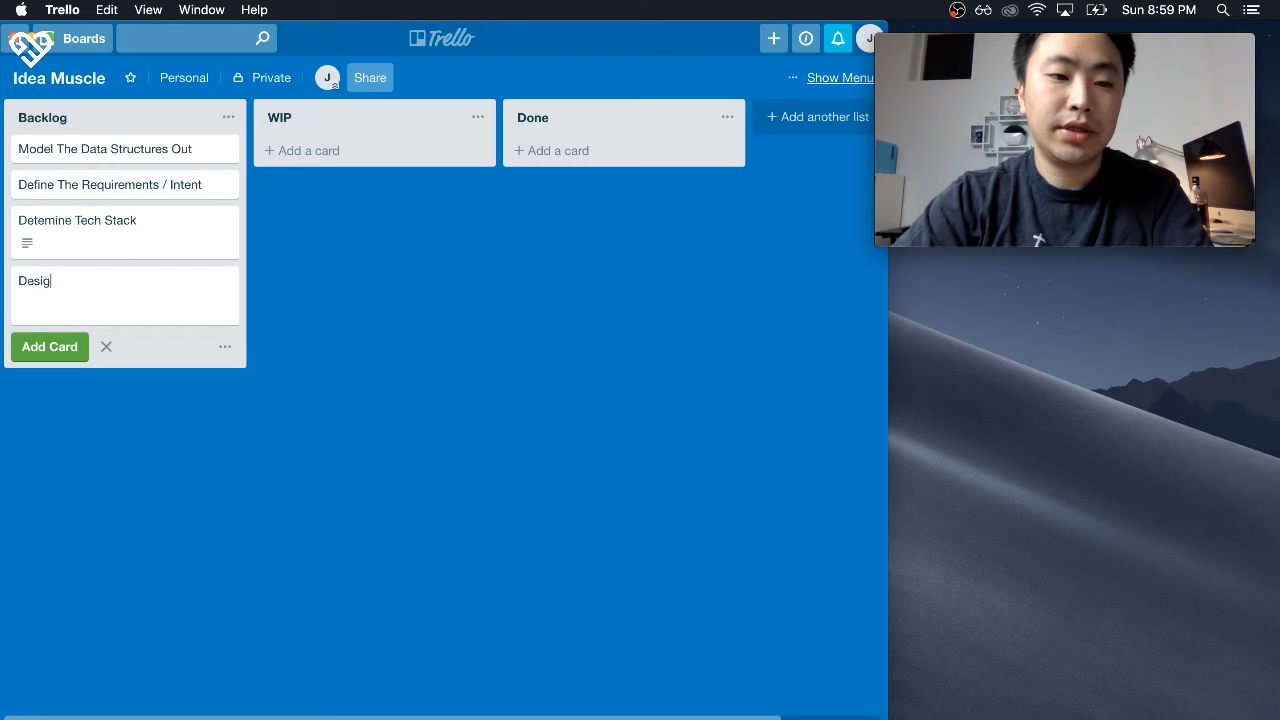 Trello Edit View Window Help
Sun 8:59 PM
Boards
Trello
J
Idea Muscle
Personal
Private
J
Share
··· Show Menu
Backlog
Model The Data Structures Out
Define The Requirements / Intent
Detemine Tech Stack
Desig
Add Card
WIP
+ Add a card
Done
+ Add a card
+ Add another list